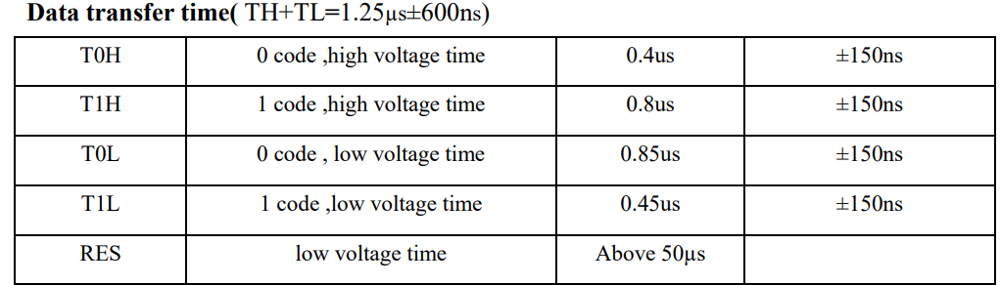 Data transfer time( TH+TL=1.25µs±600ns)
T0H 0 code ,high voltage time 0.4us ±150ns
T1H 1 code ,high voltage time 0.8us ±150ns
T0L 0 code , low voltage time 0.85us ±150ns
T1L 1 code ,low voltage time 0.45us ±150ns
RES low voltage time Above 50µs